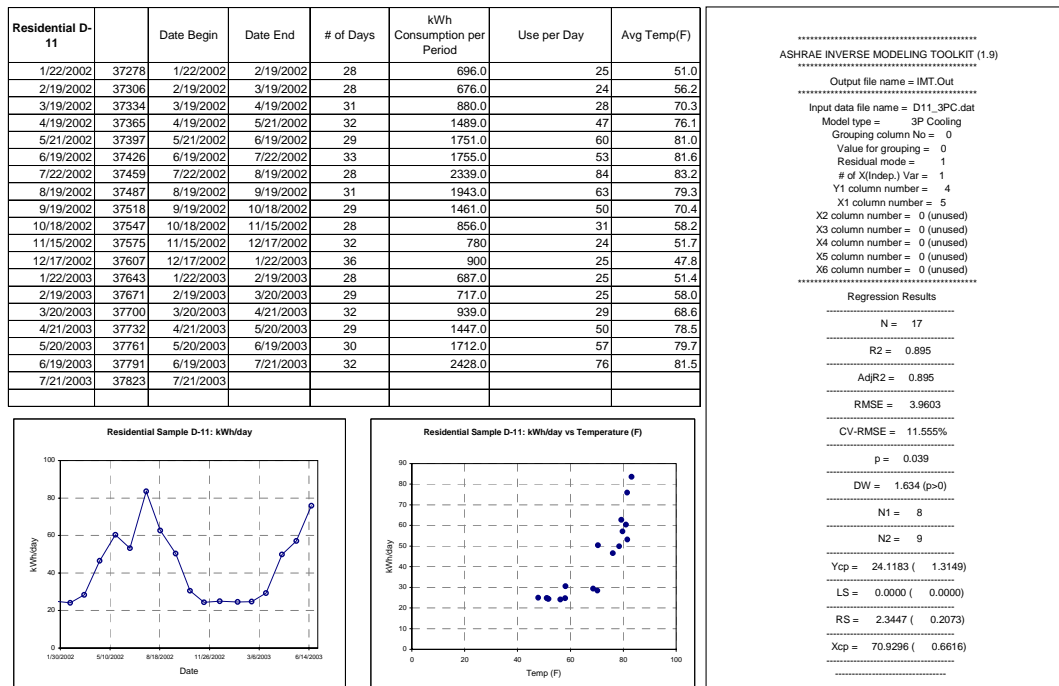 Residential D-11 Date Begin Date End # of Days kWh Consumption per Period Use per Day Avg Temp(F)
1/22/2002 37278 1/22/2002 2/19/2002 28 696.0 25 51.0
2/19/2002 37306 2/19/2002 3/19/2002 28 676.0 24 56.2
3/19/2002 37334 3/19/2002 4/19/2002 31 880.0 28 70.3
4/19/2002 37365 4/19/2002 5/21/2002 32 1489.0 47 76.1
5/21/2002 37397 5/21/2002 6/19/2002 29 1751.0 60 81.0
6/19/2002 37426 6/19/2002 7/22/2002 33 1755.0 53 81.6
7/22/2002 37459 7/22/2002 8/19/2002 28 2339.0 84 83.2
8/19/2002 37487 8/19/2002 9/19/2002 31 1943.0 63 79.3
9/19/2002 37518 9/19/2002 10/18/2002 29 1461.0 50 70.4
10/18/2002 37547 10/18/2002 11/15/2002 28 856.0 31 58.2
11/15/2002 37575 11/15/2002 12/17/2002 32 780 24 51.7
12/17/2002 37607 12/17/2002 1/22/2003 36 900 25 47.8
1/22/2003 37643 1/22/2003 2/19/2003 28 687.0 25 51.4
2/19/2003 37671 2/19/2003 3/20/2003 29 717.0 25 58.0
3/20/2003 37700 3/20/2003 4/21/2003 32 939.0 29 68.6
4/21/2003 37732 4/21/2003 5/20/2003 29 1447.0 50 78.5
5/20/2003 37761 5/20/2003 6/19/2003 30 1712.0 57 79.7
6/19/2003 37791 6/19/2003 7/21/2003 32 2428.0 76 81.5
7/21/2003 37823 7/21/2003
Residential Sample D-11: kWh/day
100
80
60
40
20
0
kWh/day
1/30/2002 5/10/2002 8/18/2002 11/26/2002 3/6/2003 6/14/2003
Date
Residential Sample D-11: kWh/day vs Temperature (F)
90
80
70
60
50
40
30
20
10
0
kWh/day
0 20 40 60 80 100
Temp (F)
******************************************
ASHRAE INVERSE MODELING TOOLKIT (1.9)
******************************************
Output file name = IMT.Out
******************************************
Input data file name = D11_3PC.dat
Model type = 3P Cooling
Grouping column No = 0
Value for grouping = 0
Residual mode = 1
# of X(Indep.) Var = 1
Y1 column number = 4
X1 column number = 5
X2 column number = 0 (unused)
X3 column number = 0 (unused)
X4 column number = 0 (unused)
X5 column number = 0 (unused)
X6 column number = 0 (unused)
******************************************
Regression Results
--------------------------------------
N = 17
--------------------------------------
R2 = 0.895
--------------------------------------
AdjR2 = 0.895
--------------------------------------
RMSE = 3.9603
--------------------------------------
CV-RMSE = 11.555%
--------------------------------------
p = 0.039
--------------------------------------
DW = 1.634 (p>0)
--------------------------------------
N1 = 8
--------------------------------------
N2 = 9
--------------------------------------
Ycp = 24.1183 ( 1.3149)
--------------------------------------
LS = 0.0000 ( 0.0000)
--------------------------------------
RS = 2.3447 ( 0.2073)
--------------------------------------
Xcp = 70.9296 ( 0.6616)
--------------------------------------
----------------------------------